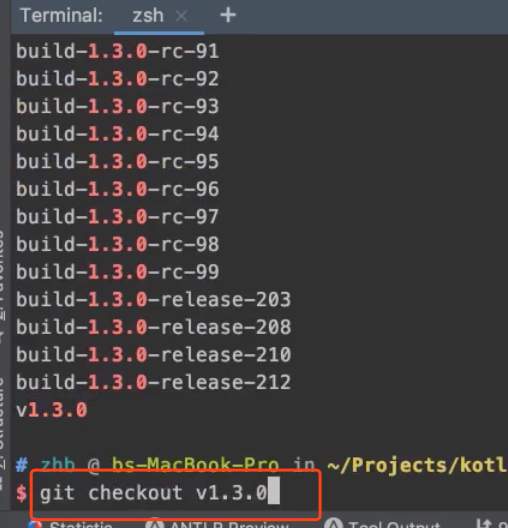 Terminal: zsh × +
build-1.3.0-rc-91
build-1.3.0-rc-92
build-1.3.0-rc-93
build-1.3.0-rc-94
build-1.3.0-rc-95
build-1.3.0-rc-96
build-1.3.0-rc-97
build-1.3.0-rc-98
build-1.3.0-rc-99
build-1.3.0-release-203
build-1.3.0-release-208
build-1.3.0-release-210
build-1.3.0-release-212
v1.3.0
# zhb @ bs-MacBook-Pro in ~/Projects/kotl
$ git checkout v1.3.0
Statistic ANTLR Preview Tool Output